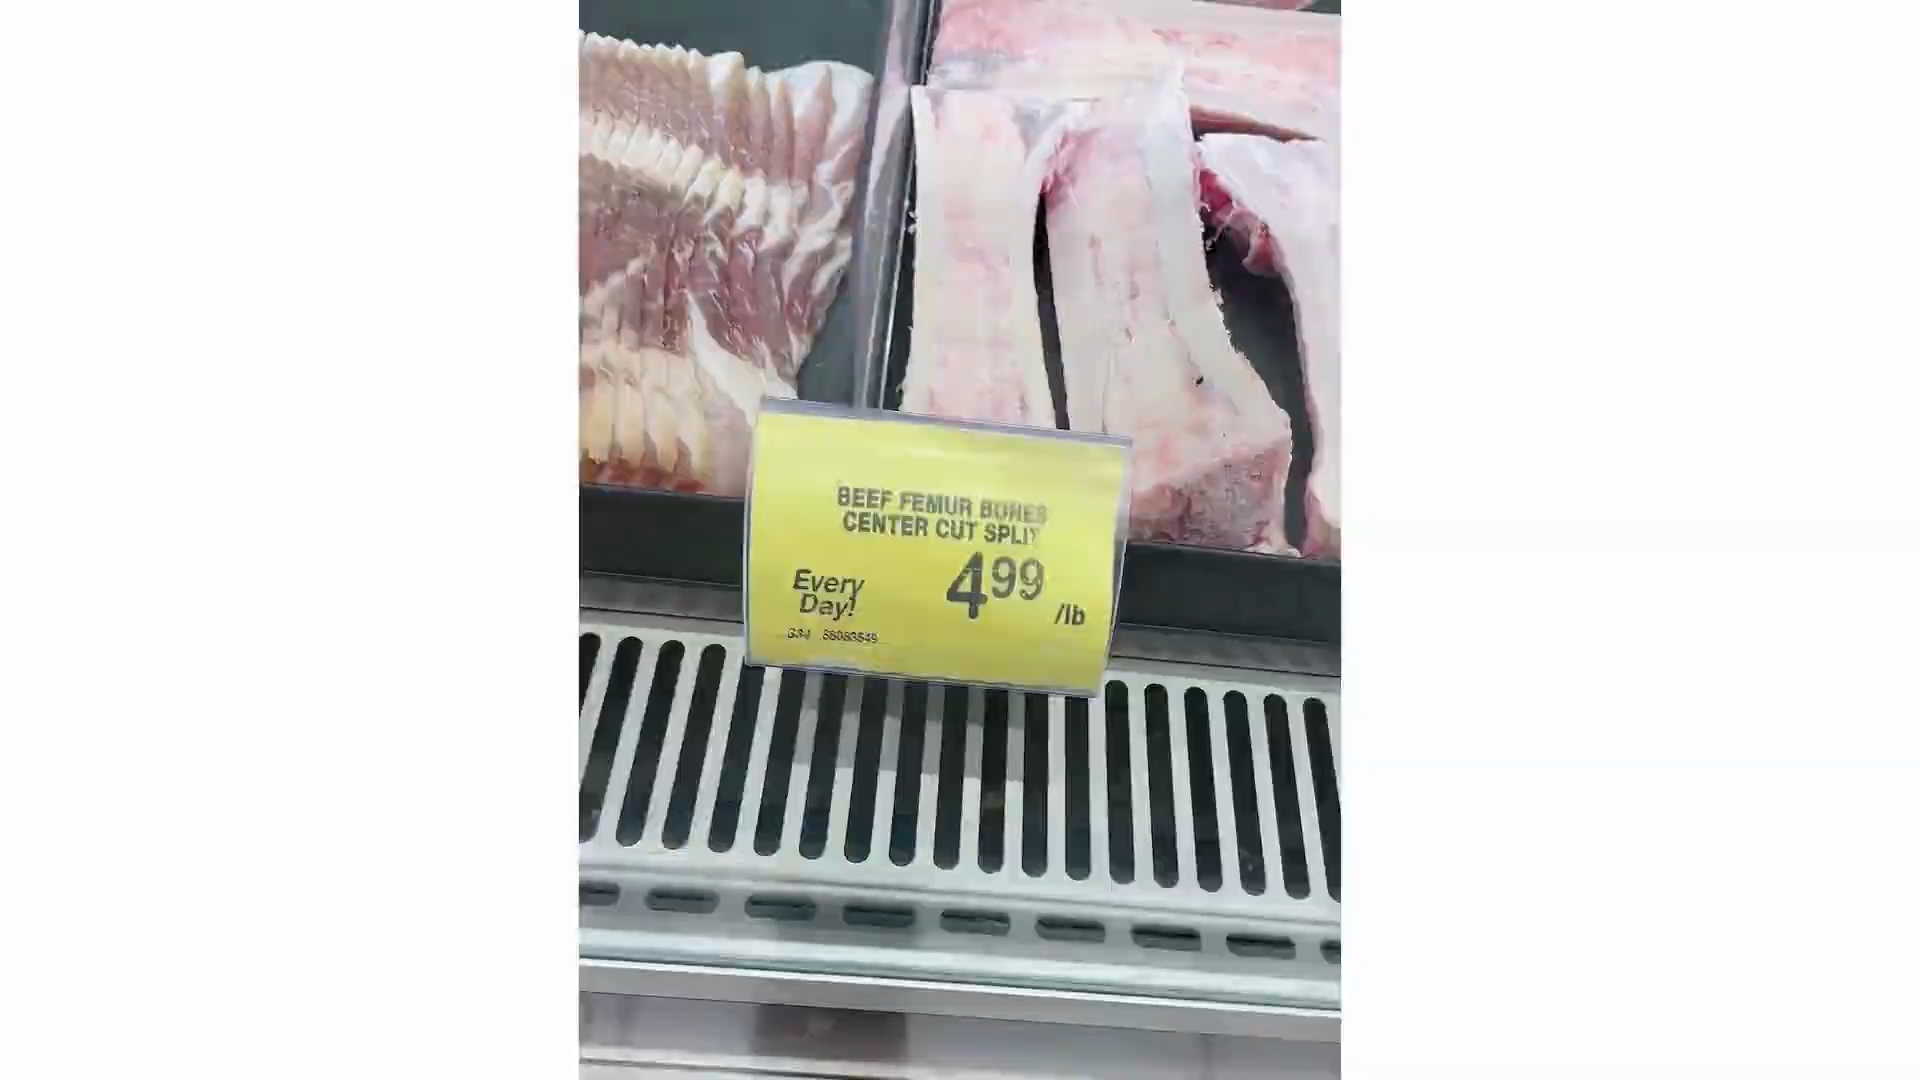 BEEF FEMUR BONES
CENTER CUT SPLIT
4.99
/lb
Every
Day!